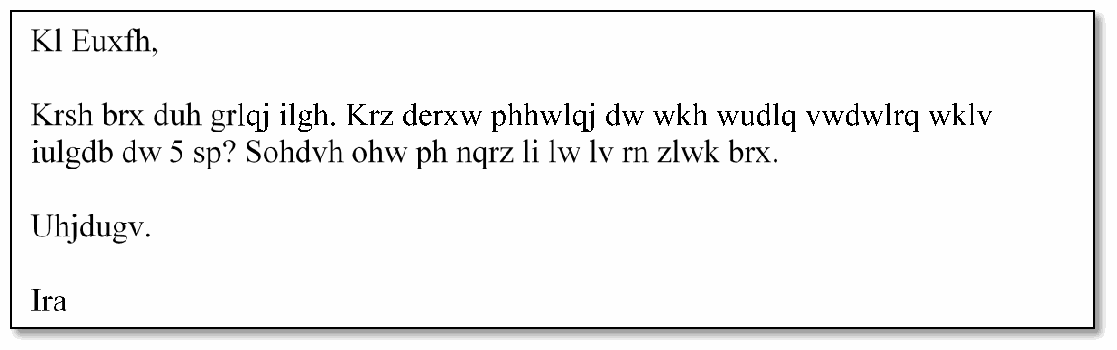 Kl Euxfh,
Krsh brx duh grlqj ilgh. Krz derxw phhwlqj dw wkh wudlq vwdwlrq wklv
iulgdb dw 5 sp? Sohdvh ohw ph nqrz li lw lv rn zlwk brx.
Uhjdugv.
Ira